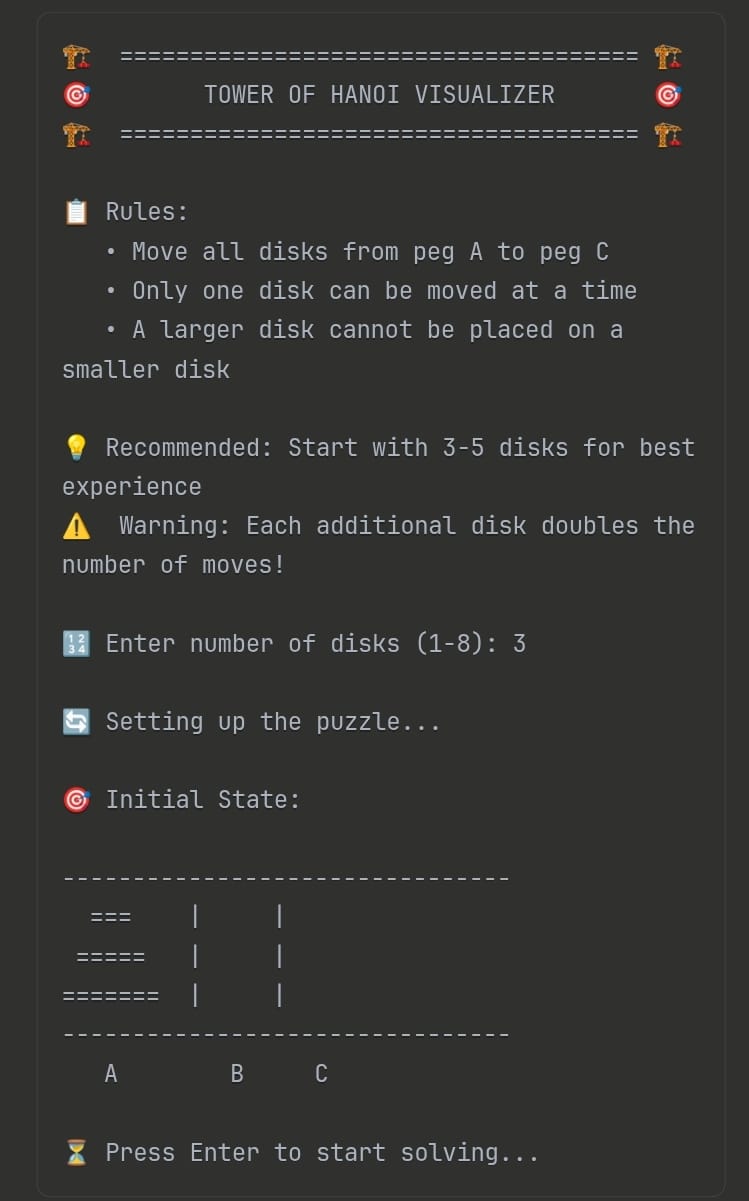 🏗️  =====================================  🏗️
🎯        TOWER OF HANOI VISUALIZER       🎯
🏗️  =====================================  🏗️

📋 Rules:
   • Move all disks from peg A to peg C
   • Only one disk can be moved at a time
   • A larger disk cannot be placed on a
smaller disk

💡 Recommended: Start with 3-5 disks for best
experience
⚠️  Warning: Each additional disk doubles the
number of moves!

🔢 Enter number of disks (1-8): 3

🔄 Setting up the puzzle...

🎯 Initial State:

--------------------------------
  ===    |     |
 =====   |     |
=======  |     |
--------------------------------
   A        B     C

⏳ Press Enter to start solving...